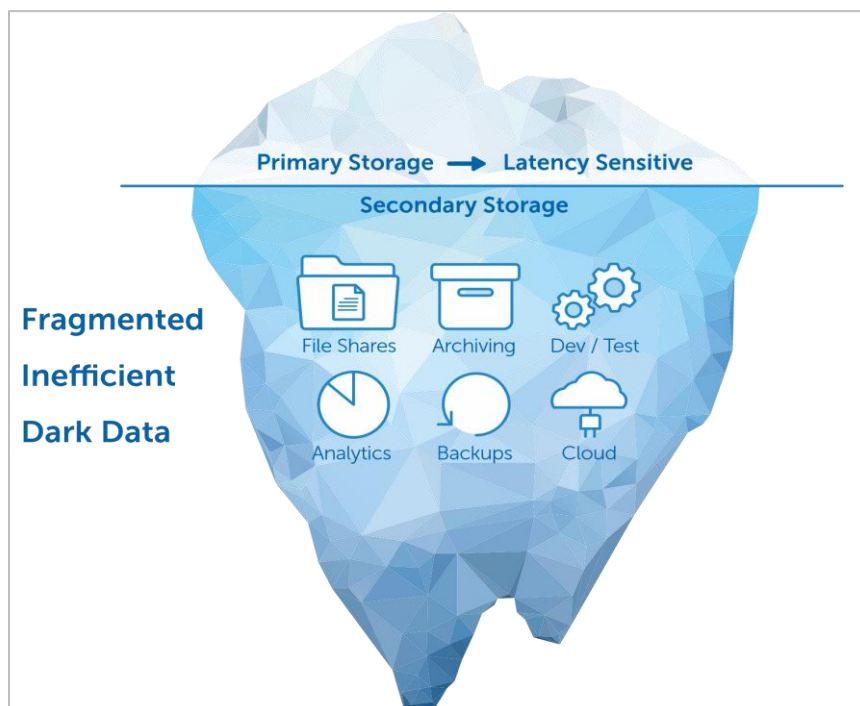 Primary Storage → Latency Sensitive
Secondary Storage
Fragmented
Inefficient
Dark Data
File Shares
Archiving
Dev / Test
Analytics
Backups
Cloud